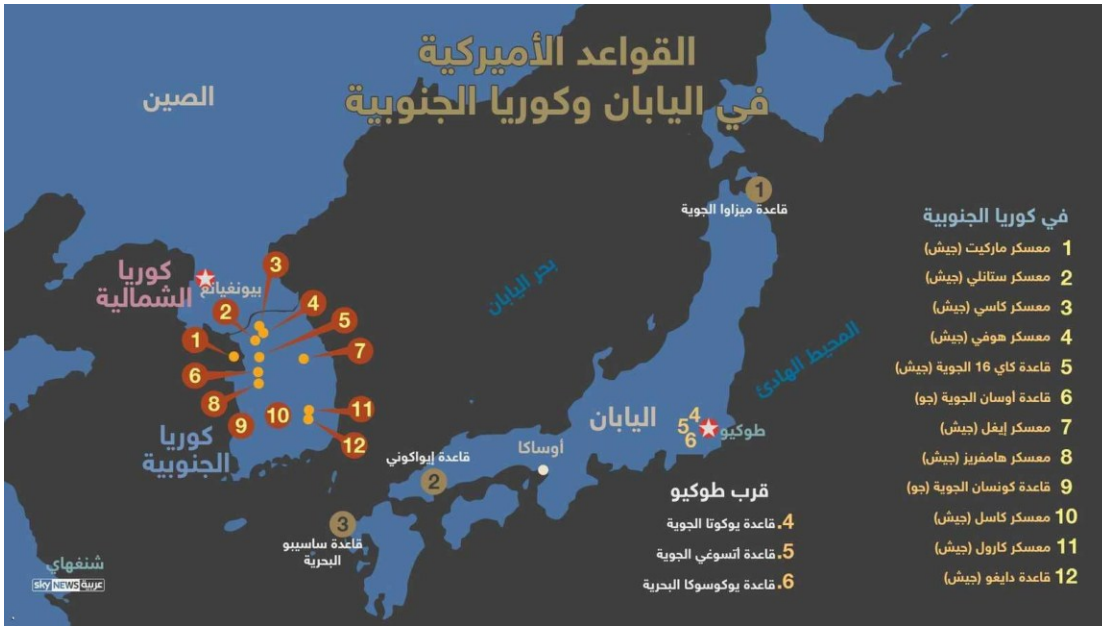 القواعد الأميركية
في اليابان وكوريا الجنوبية
الصين
1
قاعدة ميزاوا الجوية
كوريا
الشمالية
بيونغيانغ
3
2
4
5
1
7
6
8
9
10
11
12
كوريا
الجنوبية
بحر اليابان
المحيط الهادئ
اليابان
4
5
6
طوكيو
أوساكا
قاعدة إيواكوني
2
3
قاعدة ساسيبو
البحرية
شنغهاي
sky NEWS عربية
قرب طوكيو
4. قاعدة يوكوتا الجوية
5. قاعدة أتسوغي الجوية
6. قاعدة يوكوسوكا البحرية
في كوريا الجنوبية
1 معسكر ماركيت (جيش)
2 معسكر ستانلي (جيش)
3 معسكر كاسي (جيش)
4 معسكر هوفي (جيش)
5 قاعدة كاي 16 الجوية (جيش)
6 قاعدة أوسان الجوية (جو)
7 معسكر إيغل (جيش)
8 معسكر هامفريز (جيش)
9 قاعدة كونسان الجوية (جو)
10 معسكر كاسل (جيش)
11 معسكر كارول (جيش)
12 قاعدة دايغو (جيش)